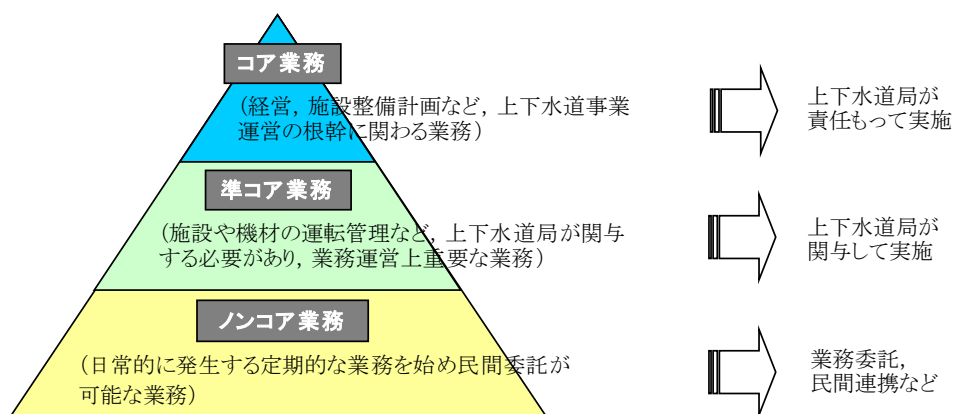 コア業務
（経営，施設整備計画など，上下水道事業
運営の根幹に関わる業務）
上下水道局が
責任もって実施
準コア業務
（施設や機材の運転管理など，上下水道局が関与
する必要があり，業務運営上重要な業務）
上下水道局が
関与して実施
ノンコア業務
（日常的に発生する定期的な業務を始め民間委託が
可能な業務）
業務委託，
民間連携など